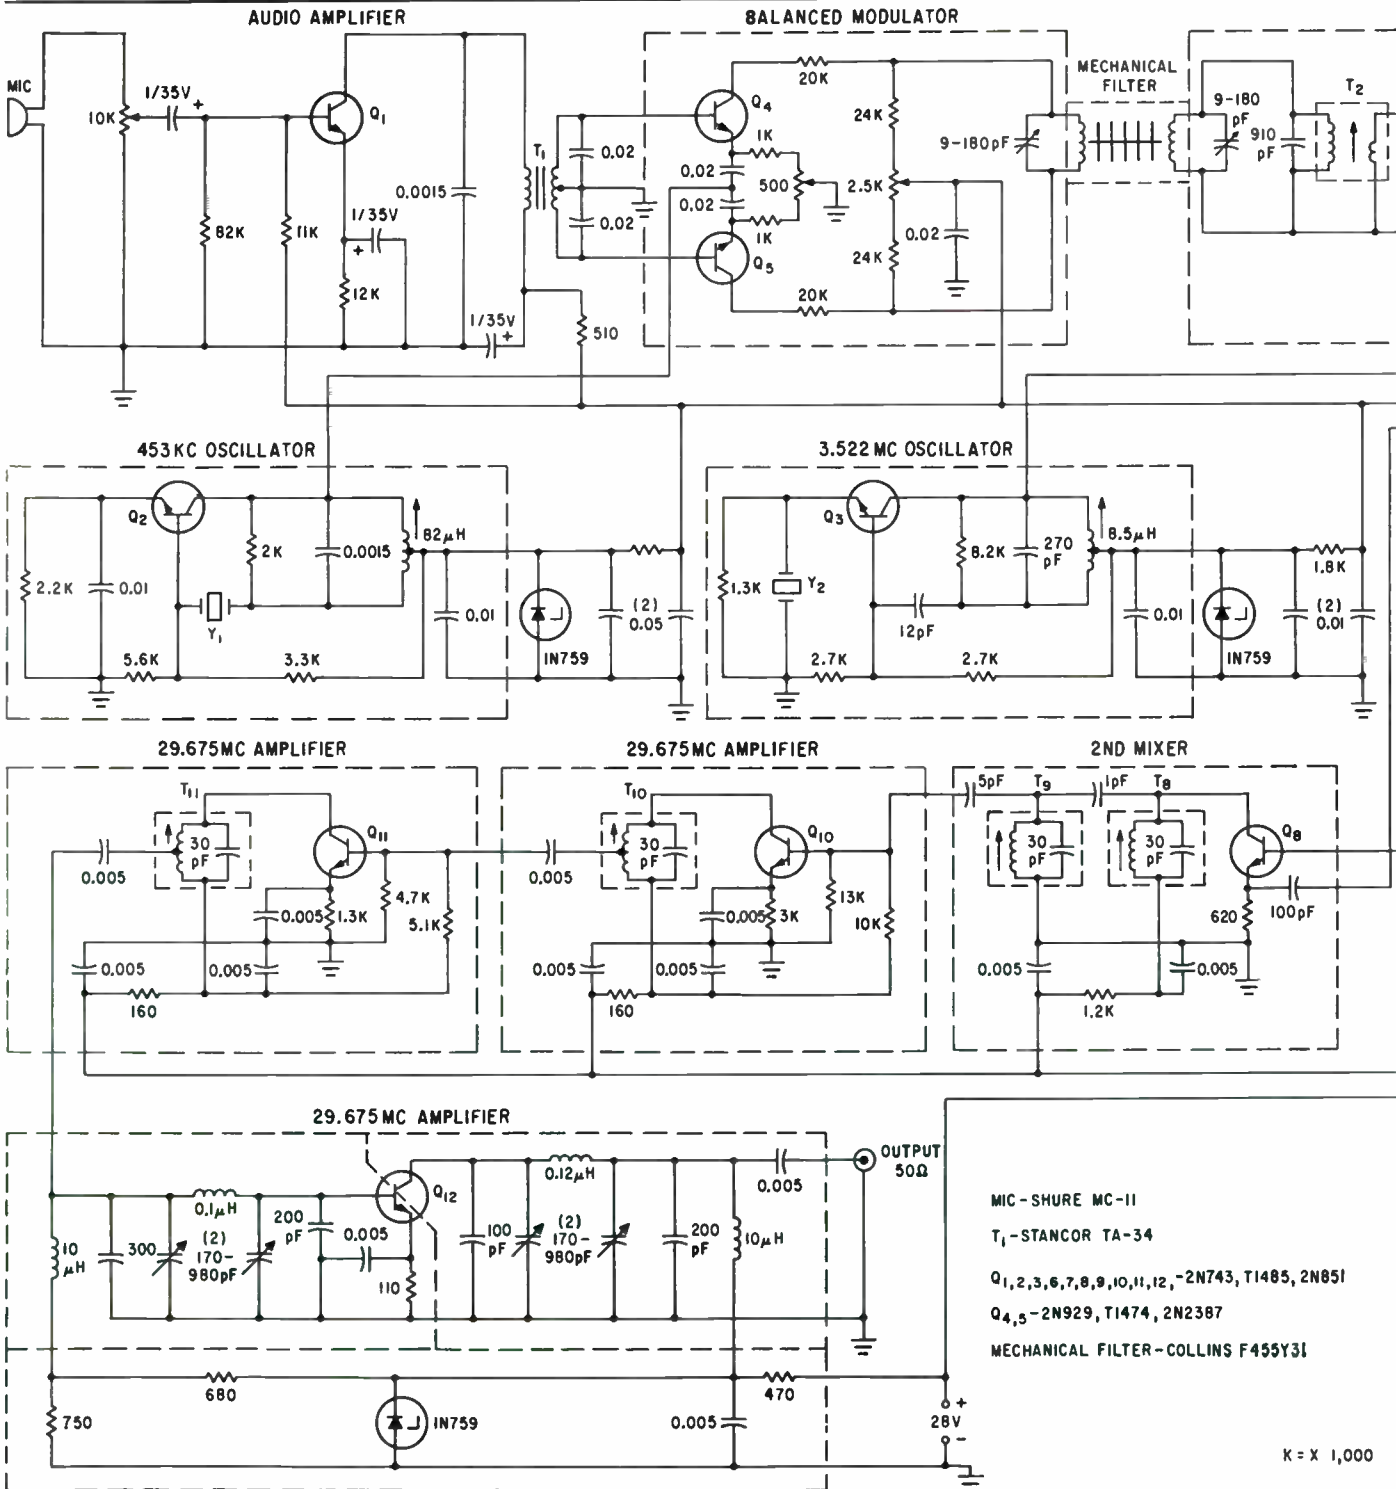 AUDIO AMPLIFIER
BALANCED MODULATOR
MIC
10K
1/35V
+
Q1
82K
11K
1/35V
+
12K
0.0015
1/35V
+
T1
0.02
0.02
510
Q4
Q5
20K
1K
0.02
0.02
500
1K
20K
24K
2.5K
24K
0.02
9-180pF
MECHANICAL
FILTER
9-180
pF
910
pF
T2
453KC OSCILLATOR
Q2
2.2K
0.01
2K
0.0015
82μH
Y1
5.6K
3.3K
0.01
1N759
(2)
0.05
3.522MC OSCILLATOR
Q3
1.3K
Y2
8.2K
270
pF
8.5μH
12pF
2.7K
2.7K
0.01
1N759
1.8K
(2)
0.01
29.675MC AMPLIFIER
T11
30
pF
Q11
0.005
0.005
1.3K
4.7K
5.1K
0.005
0.005
160
29.675MC AMPLIFIER
T10
30
pF
Q10
0.005
0.005
3K
13K
10K
0.005
0.005
160
2ND MIXER
5pF
T9
1pF
T8
30
pF
30
pF
Q8
620
100pF
0.005
0.005
1.2K
29.675MC AMPLIFIER
10
μH
300
0.1μH
(2)
170-
980pF
200
pF
0.005
Q12
110
100
pF
0.12μH
(2)
170-
980pF
200
pF
10μH
0.005
OUTPUT
50Ω
680
750
1N759
0.005
470
+
28V
-
MIC-SHURE MC-11
T1-STANCOR TA-34
Q1,2,3,6,7,8,9,10,11,12,-2N743, T1485, 2N851
Q4,5-2N929, T1474, 2N2387
MECHANICAL FILTER-COLLINS F455Y31
K = X 1,000